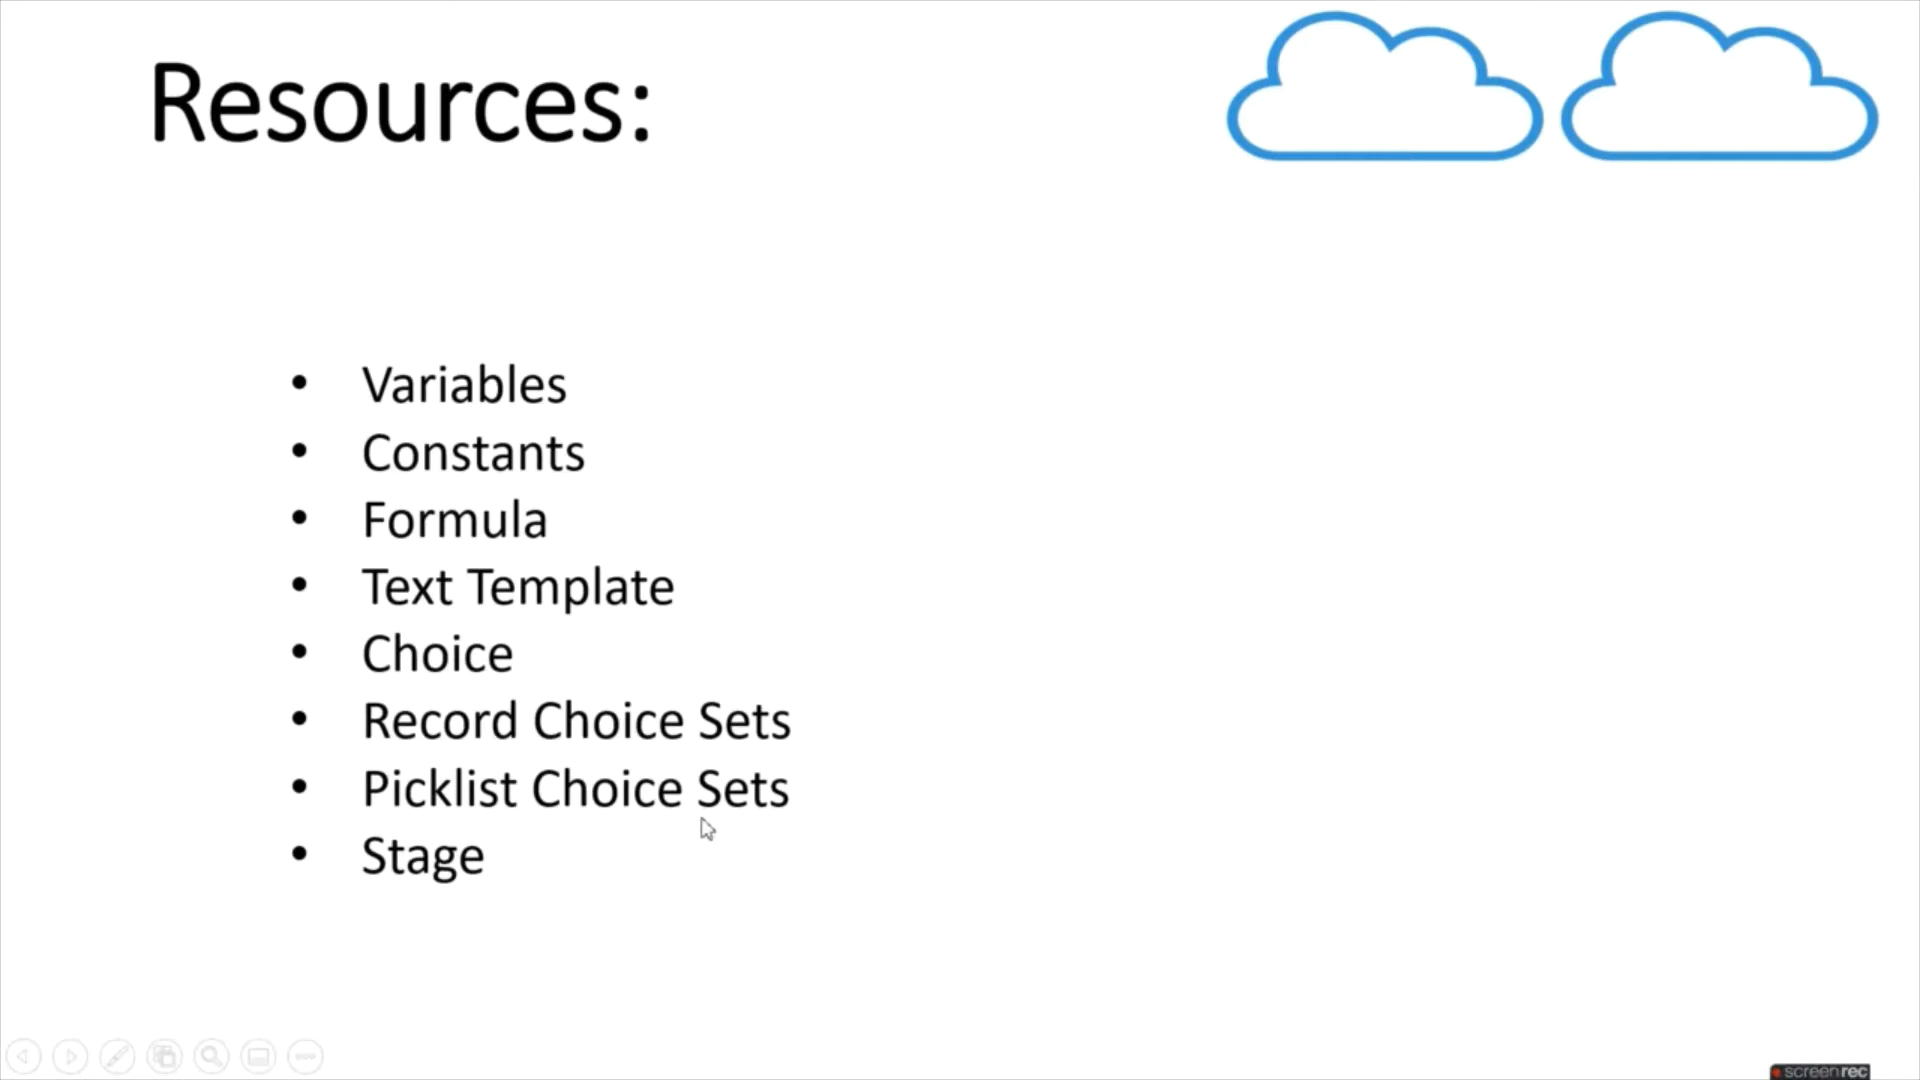 Resources:
• Variables
• Constants
• Formula
• Text Template
• Choice
• Record Choice Sets
• Picklist Choice Sets
• Stage
screenrec